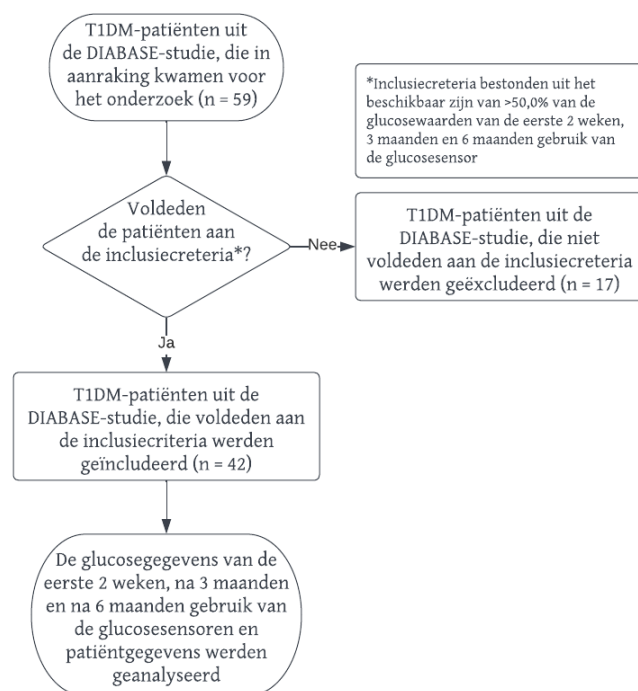 T1DM-patiënten uit
de DIABASE-studie, die in
aanraking kwamen voor
het onderzoek (n = 59)
*Inclusiecreteria bestonden uit het
beschikbaar zijn van >50,0% van de
glucosewaarden van de eerste 2 weken,
3 maanden en 6 maanden gebruik van
de glucosesensor
Voldeden
de patiënten aan
de inclusiecreteria*?
Nee
T1DM-patiënten uit de
DIABASE-studie, die niet
voldeden aan de inclusiecreteria
werden geëxcludeerd (n = 17)
Ja
T1DM-patiënten uit de
DIABASE-studie, die voldeden aan
de inclusiecriteria werden
geïncludeerd (n = 42)
De glucosegegevens van de
eerste 2 weken, na 3 maanden
en na 6 maanden gebruik van
de glucosesensoren en
patiëntgegevens werden
geanalyseerd